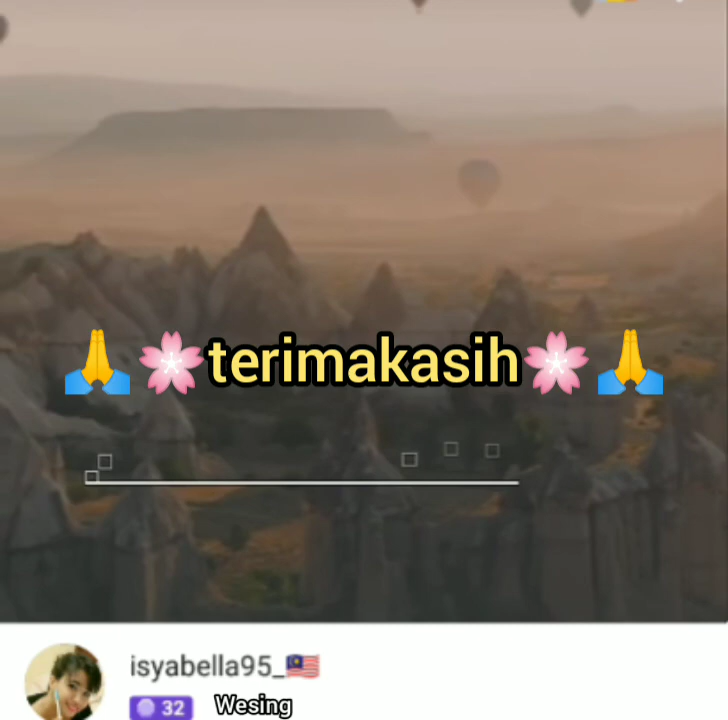 🙏🌸terimakasih🌸🙏
isyabella95_🇲🇾
32 Wesing